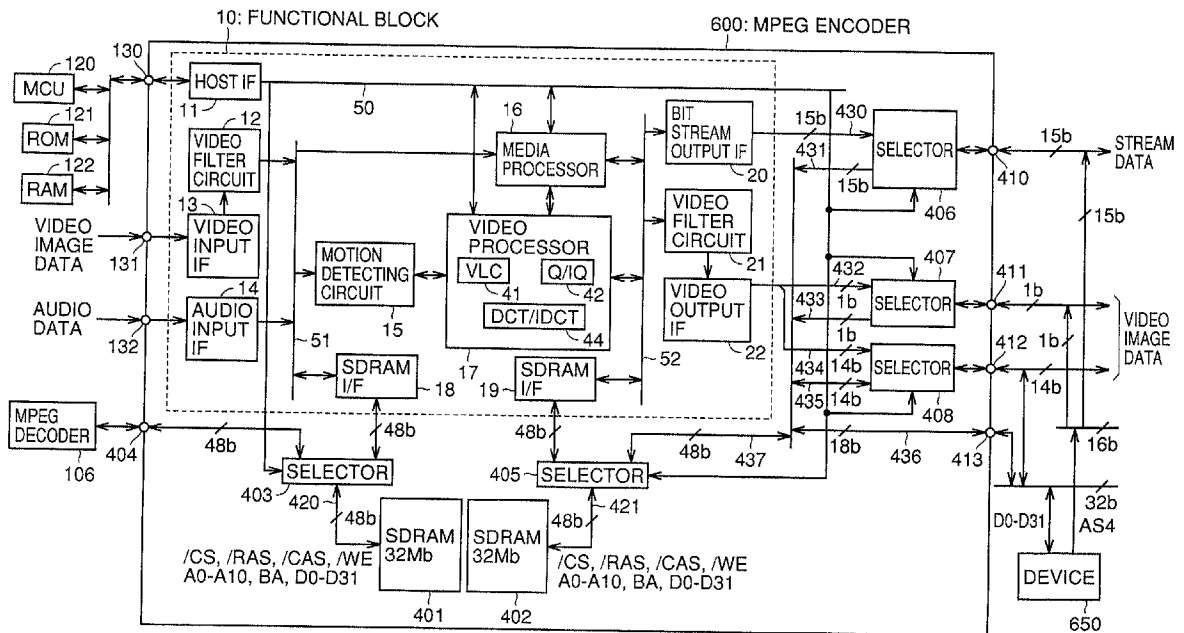 10: FUNCTIONAL BLOCK
600: MPEG ENCODER
120
MCU
121
ROM
122
RAM
130
HOST IF
11
50
12
VIDEO FILTER CIRCUIT
13
VIDEO INPUT IF
VIDEO IMAGE DATA
131
14
AUDIO INPUT IF
AUDIO DATA
132
MOTION DETECTING CIRCUIT
15
51
16
MEDIA PROCESSOR
VIDEO PROCESSOR
VLC
41
Q/IQ
42
DCT/IDCT
44
17
SDRAM I/F
18
19
SDRAM I/F
52
BIT STREAM OUTPUT IF
20
VIDEO FILTER CIRCUIT
21
VIDEO OUTPUT IF
22
15b
430
431
15b
SELECTOR
406
410
15b
STREAM DATA
15b
407
SELECTOR
432
1b
433
1b
411
1b
1b
VIDEO IMAGE DATA
434
1b
14b
435
14b
SELECTOR
408
412
14b
18b
436
413
16b
32b
D0-D31
AS4
DEVICE
650
MPEG DECODER
106
404
48b
48b
SELECTOR
403
420
48b
SDRAM 32Mb
401
/CS, /RAS, /CAS, /WE
A0-A10, BA, D0-D31
48b
48b
437
405
SELECTOR
421
48b
SDRAM 32Mb
402
/CS, /RAS, /CAS, /WE
A0-A10, BA, D0-D31